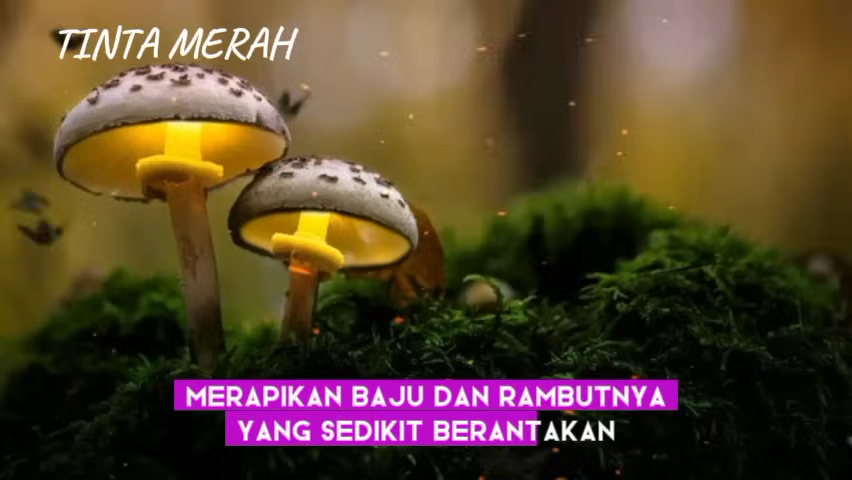 TINTA MERAH
MERAPIKAN BAJU DAN RAMBUTNYA
YANG SEDIKIT BERANTAKAN